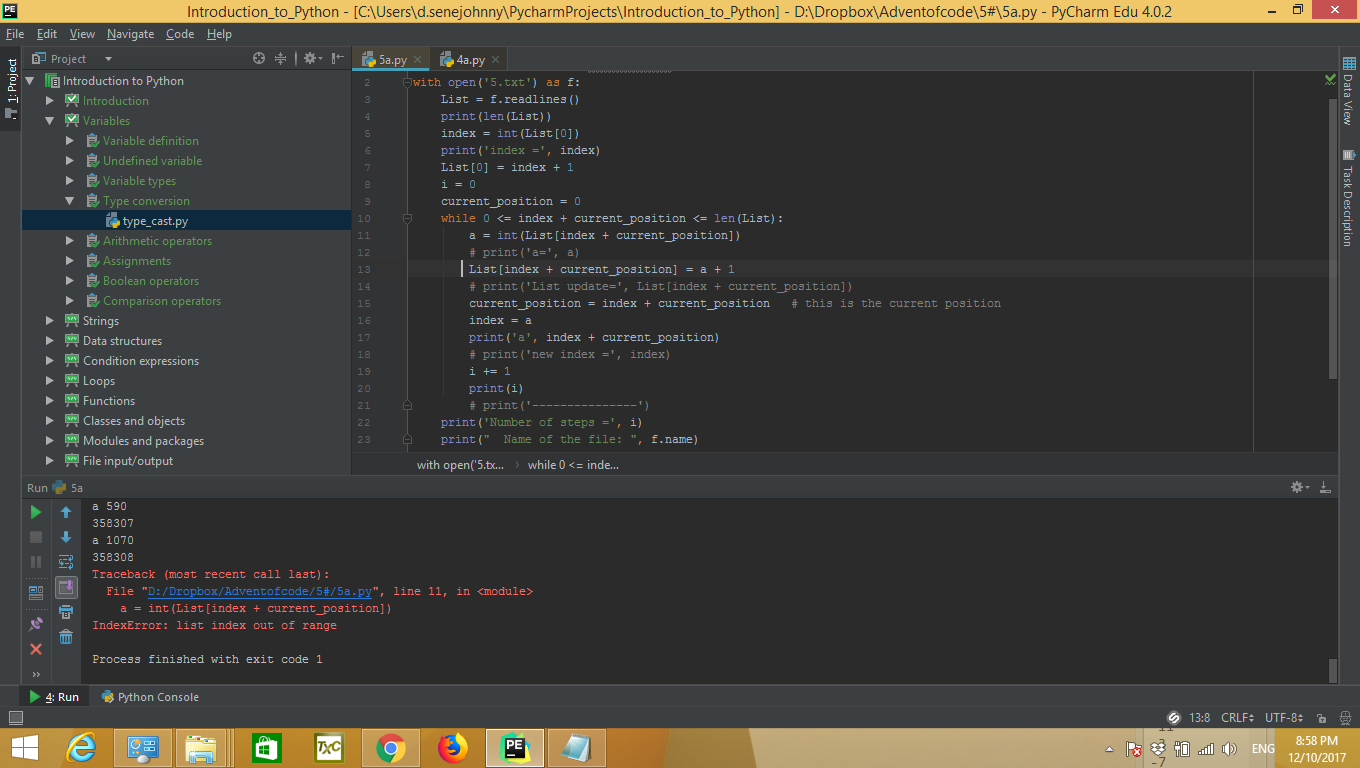 Introduction_to_Python - [C:\Users\d.senejohnny\PycharmProjects\Introduction_to_Python] - D:\Dropbox\Adventofcode\5#\5a.py - PyCharm Edu 4.0.2
File Edit View Navigate Code Help
1: Project
Project
Introduction to Python
Introduction
Variables
Variable definition
Undefined variable
Variable types
Type conversion
type_cast.py
Arithmetic operators
Assignments
Boolean operators
Comparison operators
Strings
Data structures
Condition expressions
Loops
Functions
Classes and objects
Modules and packages
File input/output
5a.py 4a.py
2 with open('5.txt') as f:
3 List = f.readlines()
4 print(len(List))
5 index = int(List[0])
6 print('index =', index)
7 List[0] = index + 1
8 i = 0
9 current_position = 0
10 while 0 <= index + current_position <= len(List):
11 a = int(List[index + current_position])
12 # print('a=', a)
13 List[index + current_position] = a + 1
14 # print('List update=', List[index + current_position])
15 current_position = index + current_position   # this is the current position
16 index = a
17 print('a', index + current_position)
18 # print('new index =', index)
19 i += 1
20 print(i)
21 # print('---------------')
22 print('Number of steps =', i)
23 print("  Name of the file: ", f.name)
with open('5.tx... › while 0 <= inde...
Data View
Task Description
Run 5a
a 590
358307
a 1070
358308
Traceback (most recent call last):
File "D:/Dropbox/Adventofcode/5#/5a.py", line 11, in <module>
a = int(List[index + current_position])
IndexError: list index out of range
Process finished with exit code 1
4: Run Python Console
13:8 CRLF UTF-8
TXC
PE
ENG
8:58 PM
12/10/2017
-7